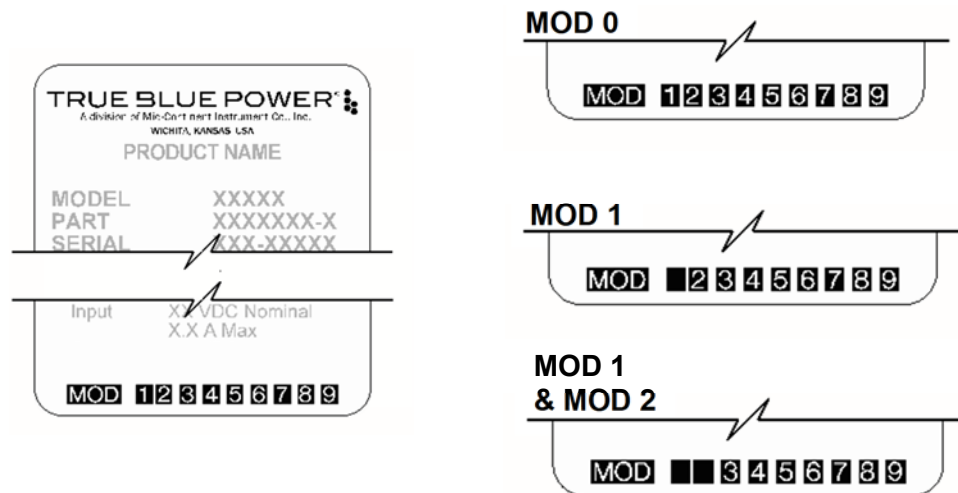 TRUE BLUE POWER®
A division of Mid-Continent Instrument Co., Inc.
WICHITA, KANSAS USA
PRODUCT NAME
MODEL XXXXX
PART XXXXXXX-X
SERIAL XXX-XXXXX
Input XX VDC Nominal
X.X A Max
MOD 1 2 3 4 5 6 7 8 9
MOD 0
MOD 1 2 3 4 5 6 7 8 9
MOD 1
MOD 2 3 4 5 6 7 8 9
MOD 1
& MOD 2
MOD 3 4 5 6 7 8 9